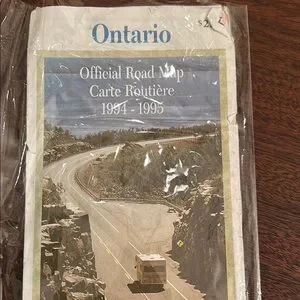 Ontario
Official Road Map
Carte Routière
1994 - 1995